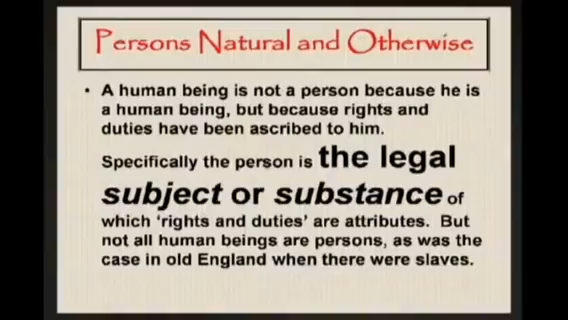 Persons Natural and Otherwise
• A human being is not a person because he is
a human being, but because rights and
duties have been ascribed to him.
Specifically the person is the legal
subject or substance of
which ‘rights and duties’ are attributes. But
not all human beings are persons, as was the
case in old England when there were slaves.